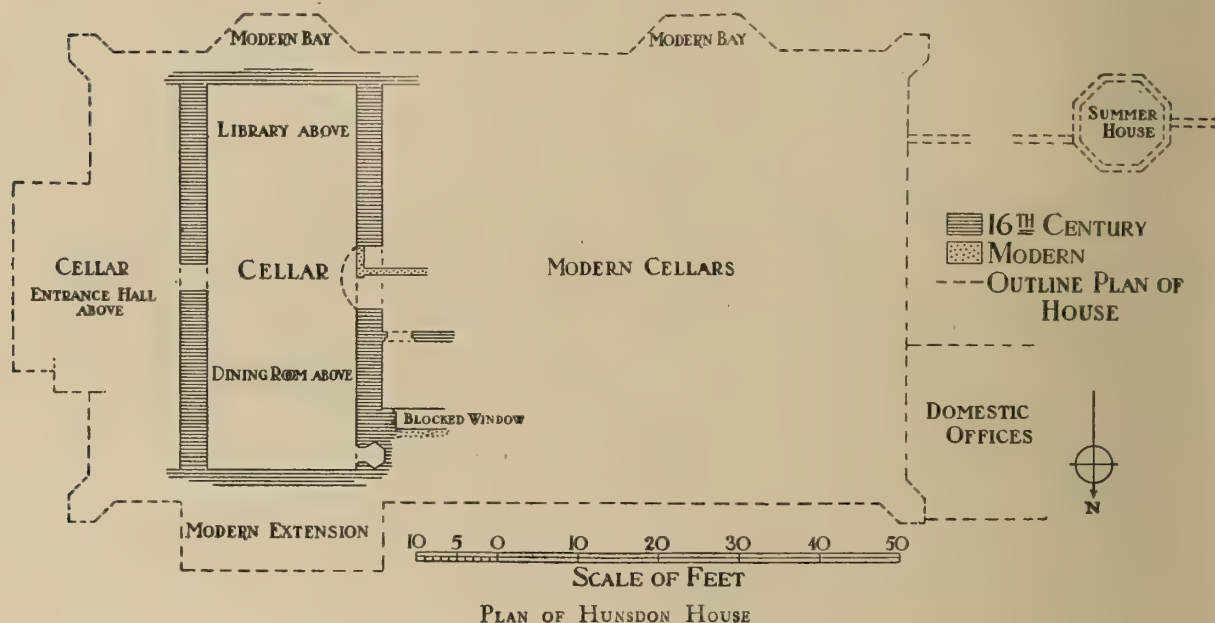 MODERN BAY
MODERN BAY
LIBRARY ABOVE
SUMMER
HOUSE
16TH CENTURY
MODERN
OUTLINE PLAN OF
HOUSE
CELLAR
ENTRANCE HALL
ABOVE
CELLAR
MODERN CELLARS
DINING ROOM ABOVE
BLOCKED WINDOW
DOMESTIC
OFFICES
N
MODERN EXTENSION
10 5 0 10 20 30 40 50
SCALE OF FEET
PLAN OF HUNSDON HOUSE